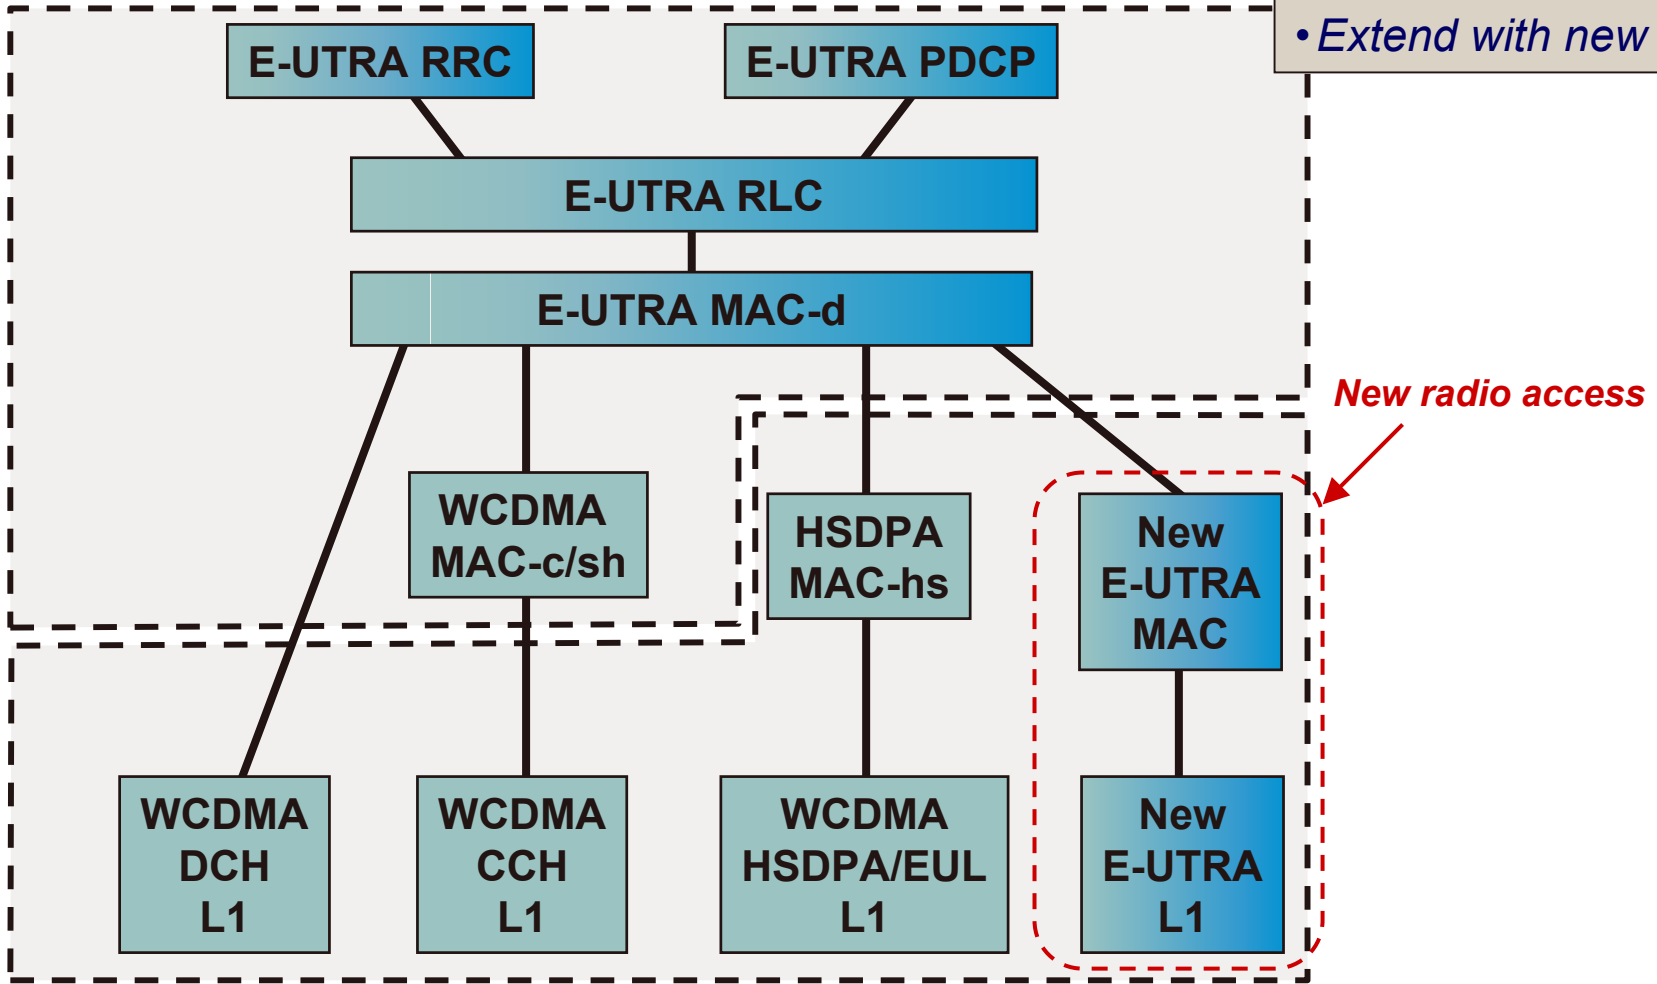 • Extend with new
E-UTRA RRC
E-UTRA PDCP
E-UTRA RLC
E-UTRA MAC-d
New radio access
WCDMA
MAC-c/sh
HSDPA
MAC-hs
New
E-UTRA
MAC
WCDMA
DCH
L1
WCDMA
CCH
L1
WCDMA
HSDPA/EUL
L1
New
E-UTRA
L1